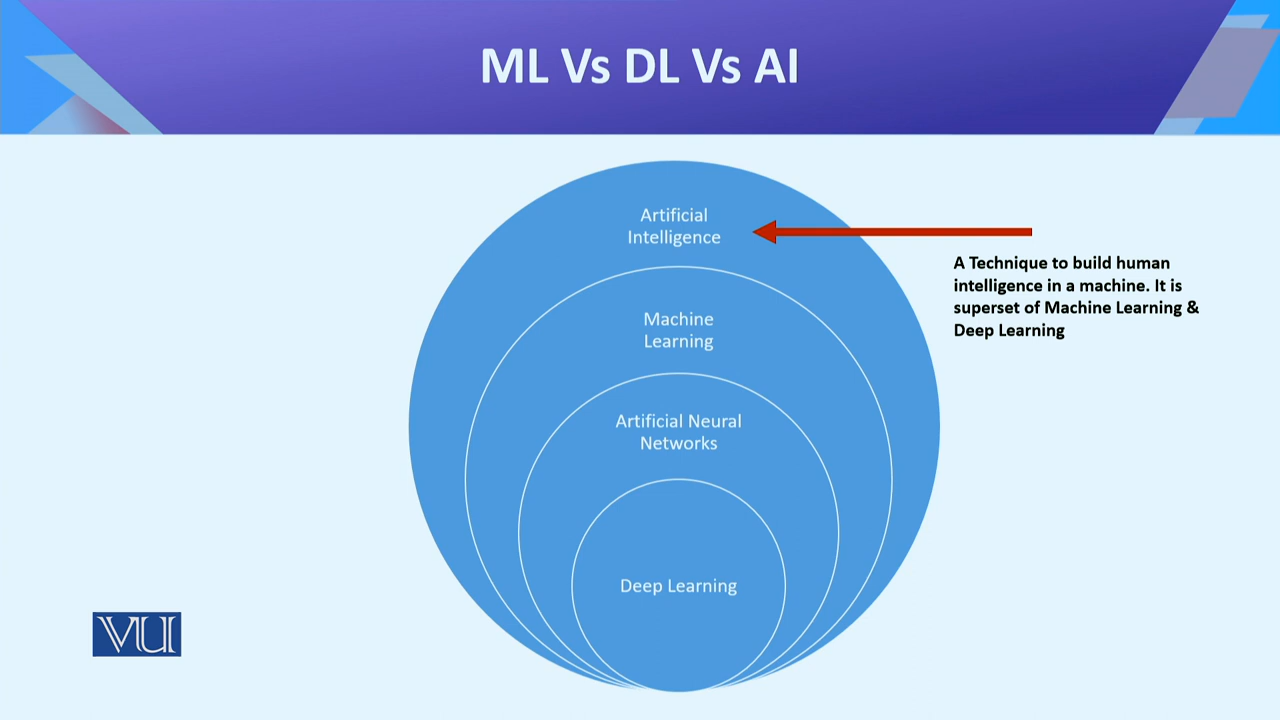 ML Vs DL Vs AI
Artificial
Intelligence
A Technique to build human
intelligence in a machine. It is
superset of Machine Learning &
Deep Learning
Machine
Learning
Artificial Neural
Networks
Deep Learning
VU